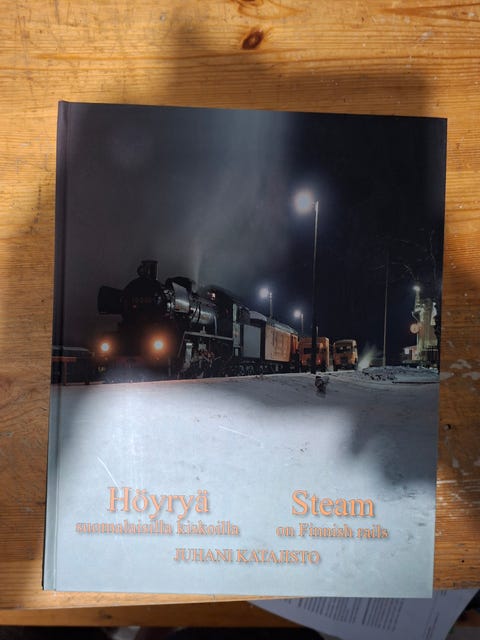 Höyryä
suomalaisilla kiskoilla
Steam
on Finnish rails
JUHANI KATAJISTO